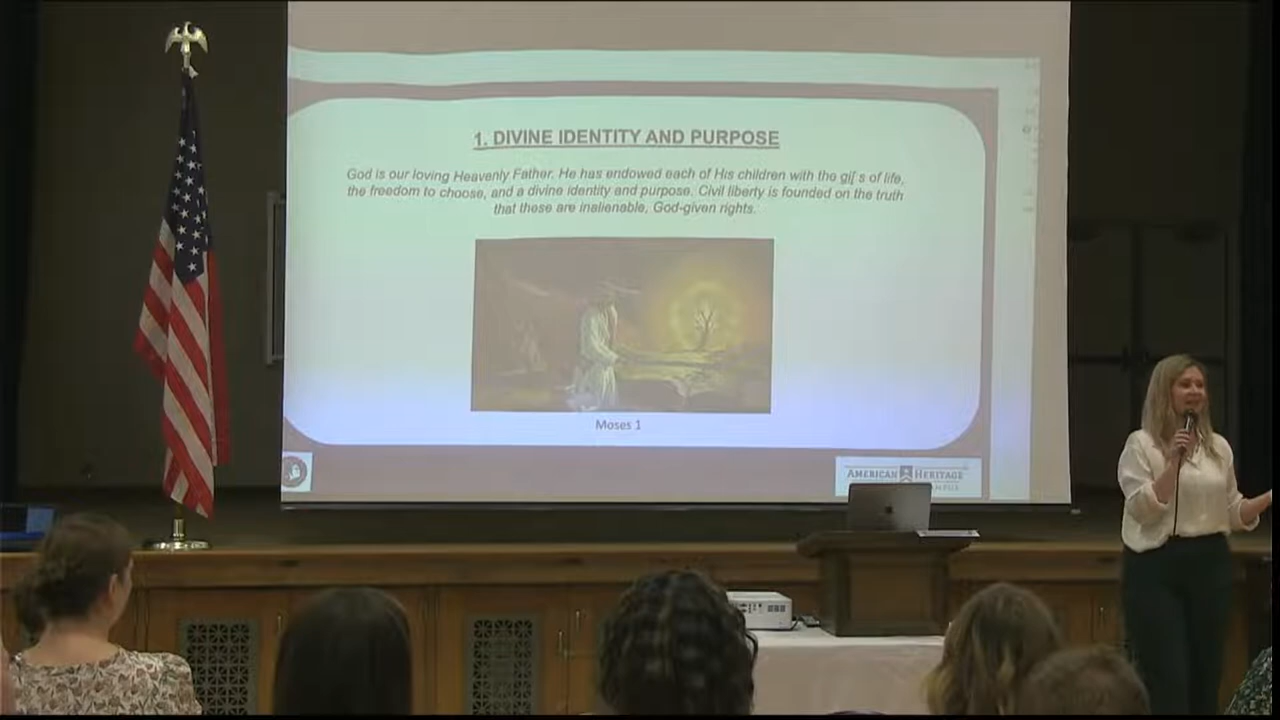 1. DIVINE IDENTITY AND PURPOSE
God is our loving Heavenly Father. He has endowed each of His children with the gif s of life,
the freedom to choose, and a divine identity and purpose. Civil liberty is founded on the truth
that these are inalienable, God-given rights.
Moses 1
AMERICAN HERITAGE